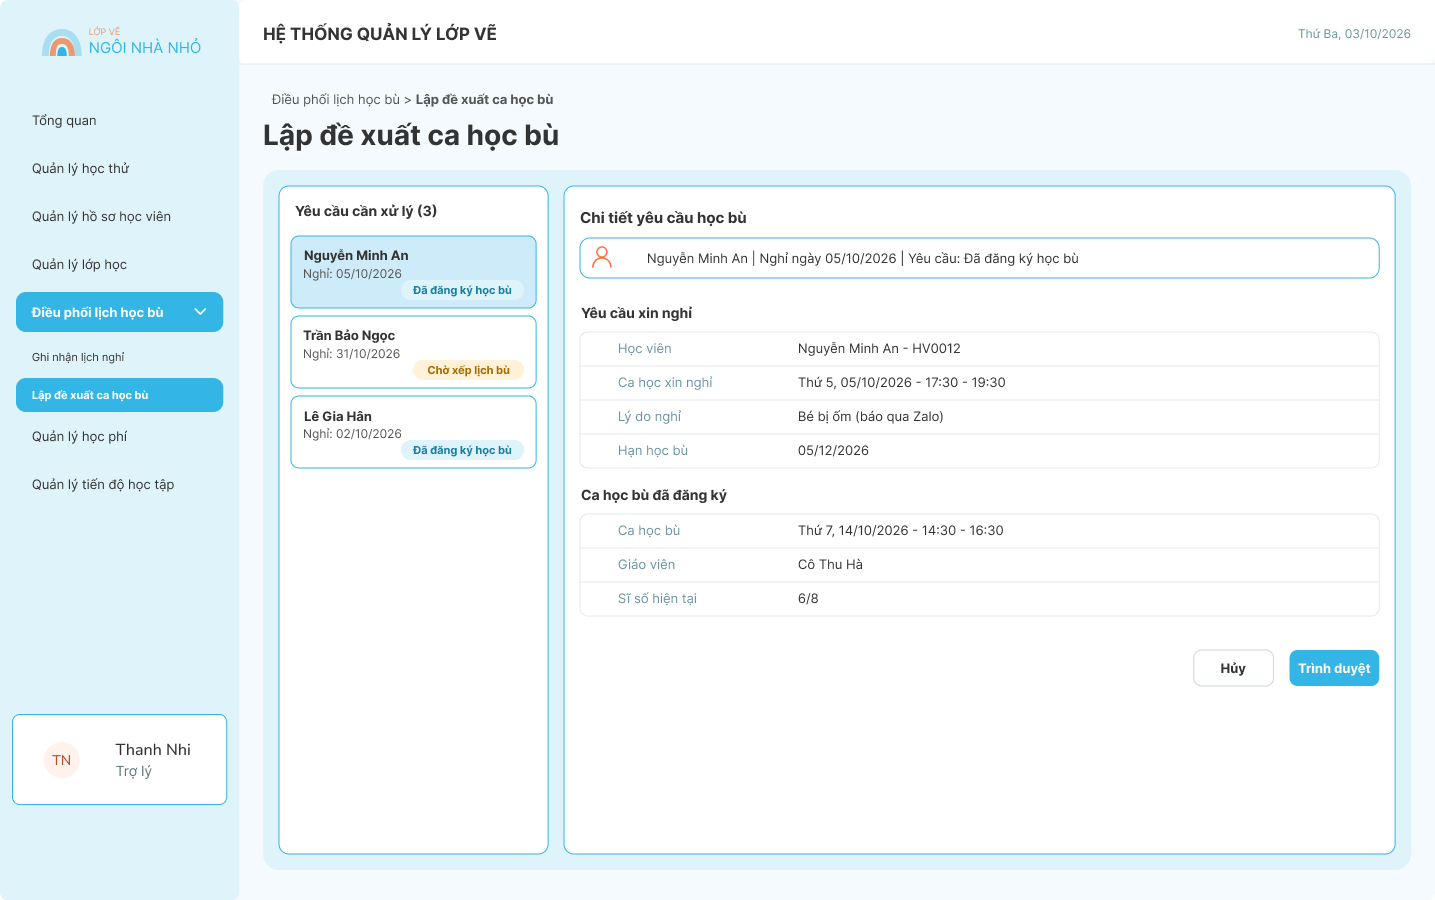 LỚP VẼ
NGÔI NHÀ NHỎ
Tổng quan
Quản lý học thử
Quản lý hồ sơ học viên
Quản lý lớp học
Điều phối lịch học bù
Ghi nhận lịch nghỉ
Lập đề xuất ca học bù
Quản lý học phí
Quản lý tiến độ học tập
TN
Thanh Nhi
Trợ lý
HỆ THỐNG QUẢN LÝ LỚP VẼ
Thứ Ba, 03/10/2026
Điều phối lịch học bù > Lập đề xuất ca học bù
Lập đề xuất ca học bù
Yêu cầu cần xử lý (3)
Nguyễn Minh An
Nghỉ: 05/10/2026
Đã đăng ký học bù
Trần Bảo Ngọc
Nghỉ: 31/10/2026
Chờ xếp lịch bù
Lê Gia Hân
Nghỉ: 02/10/2026
Đã đăng ký học bù
Chi tiết yêu cầu học bù
Nguyễn Minh An | Nghỉ ngày 05/10/2026 | Yêu cầu: Đã đăng ký học bù
Yêu cầu xin nghỉ
Học viên Nguyễn Minh An - HV0012
Ca học xin nghỉ Thứ 5, 05/10/2026 - 17:30 - 19:30
Lý do nghỉ Bé bị ốm (báo qua Zalo)
Hạn học bù 05/12/2026
Ca học bù đã đăng ký
Ca học bù Thứ 7, 14/10/2026 - 14:30 - 16:30
Giáo viên Cô Thu Hà
Sĩ số hiện tại 6/8
Hủy
Trình duyệt